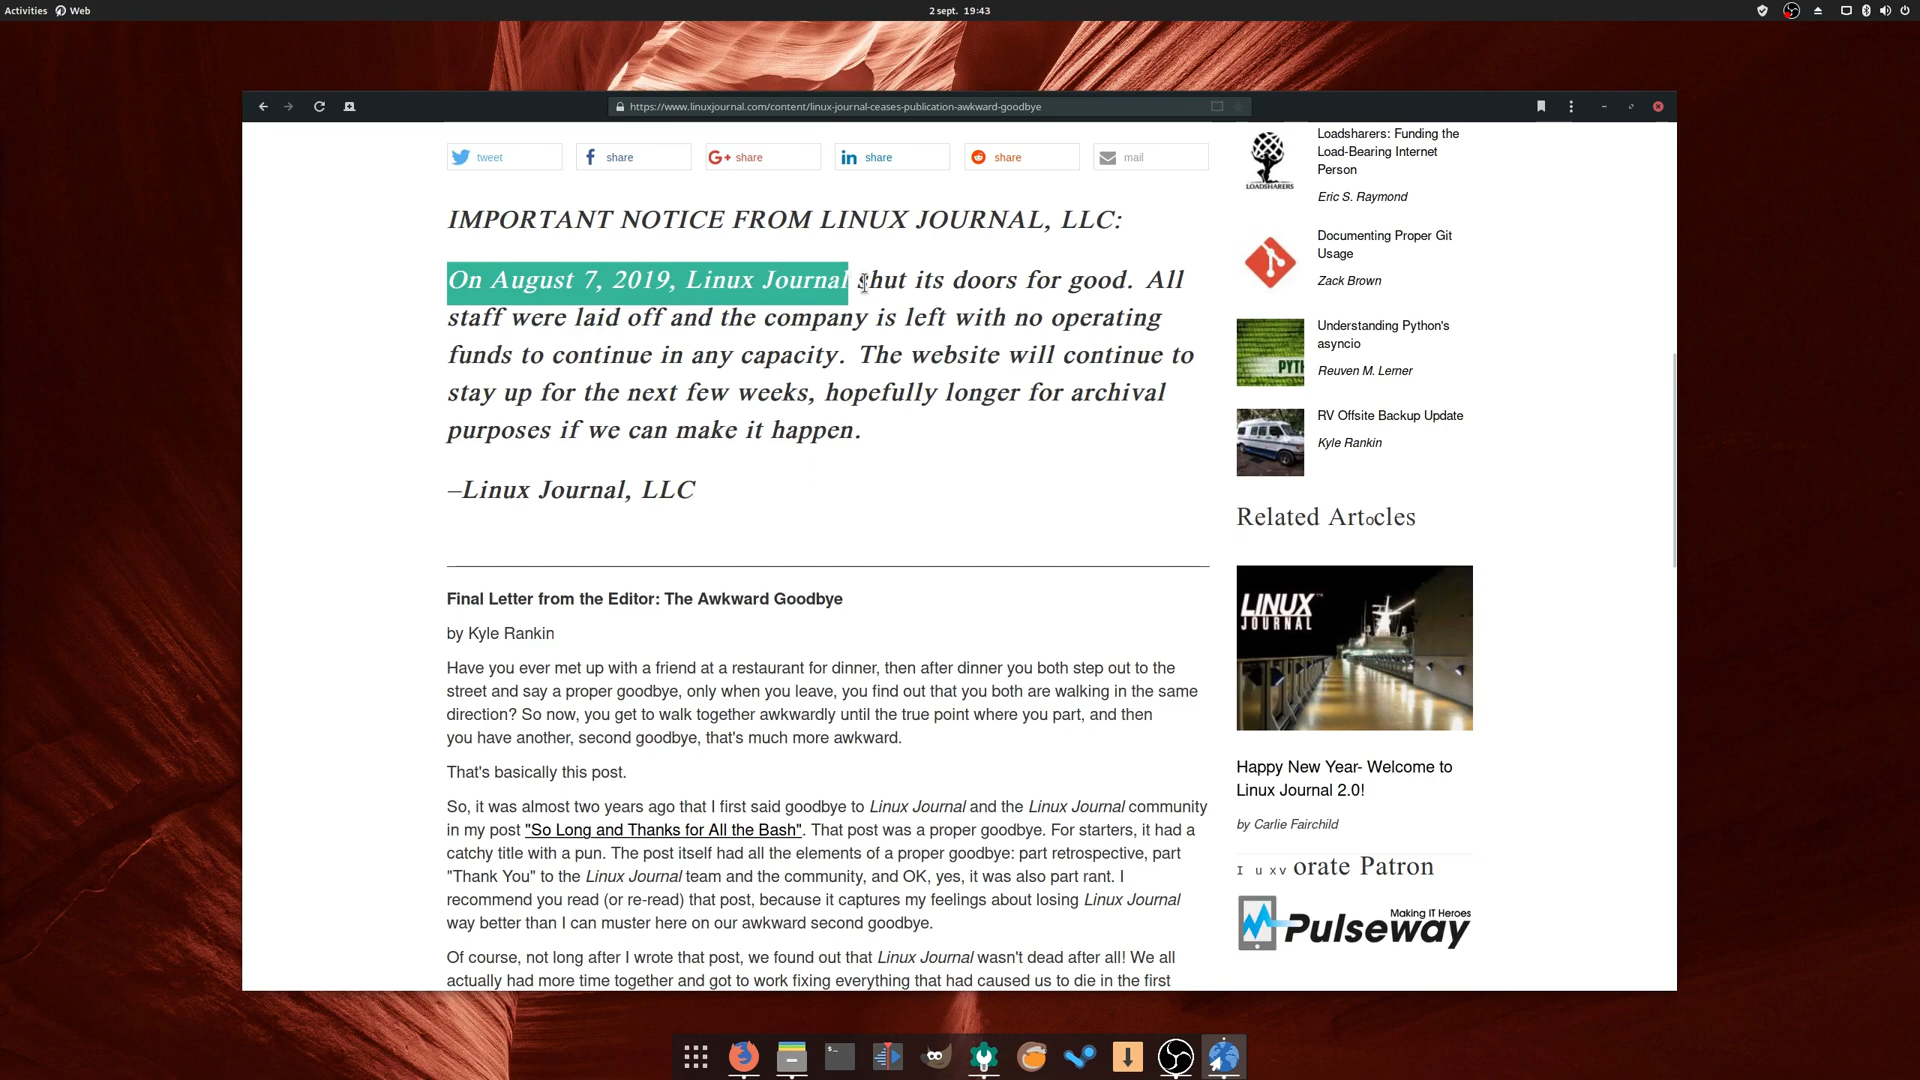 Activities Web
2 sept. 19:43
https://www.linuxjournal.com/content/linux-journal-ceases-publication-awkward-goodbye
tweet
share
G+ share
in share
share
mail
IMPORTANT NOTICE FROM LINUX JOURNAL, LLC:
On August 7, 2019, Linux Journal shut its doors for good. All
staff were laid off and the company is left with no operating
funds to continue in any capacity. The website will continue to
stay up for the next few weeks, hopefully longer for archival
purposes if we can make it happen.
–Linux Journal, LLC
Final Letter from the Editor: The Awkward Goodbye
by Kyle Rankin
Have you ever met up with a friend at a restaurant for dinner, then after dinner you both step out to the
street and say a proper goodbye, only when you leave, you find out that you both are walking in the same
direction? So now, you get to walk together awkwardly until the true point where you part, and then
you have another, second goodbye, that's much more awkward.
That's basically this post.
So, it was almost two years ago that I first said goodbye to Linux Journal and the Linux Journal community
in my post "So Long and Thanks for All the Bash". That post was a proper goodbye. For starters, it had a
catchy title with a pun. The post itself had all the elements of a proper goodbye: part retrospective, part
"Thank You" to the Linux Journal team and the community, and OK, yes, it was also part rant. I
recommend you read (or re-read) that post, because it captures my feelings about losing Linux Journal
way better than I can muster here on our awkward second goodbye.
Of course, not long after I wrote that post, we found out that Linux Journal wasn't dead after all! We all
actually had more time together and got to work fixing everything that had caused us to die in the first
LOADSHARERS
Loadsharers: Funding the
Load-Bearing Internet
Person
Eric S. Raymond
Documenting Proper Git
Usage
Zack Brown
PYTH
Understanding Python's
asyncio
Reuven M. Lerner
RV Offsite Backup Update
Kyle Rankin
Related Artocles
LINUX
JOURNAL
Happy New Year- Welcome to
Linux Journal 2.0!
by Carlie Fairchild
I u x v orate Patron
Making IT Heroes
Pulseway